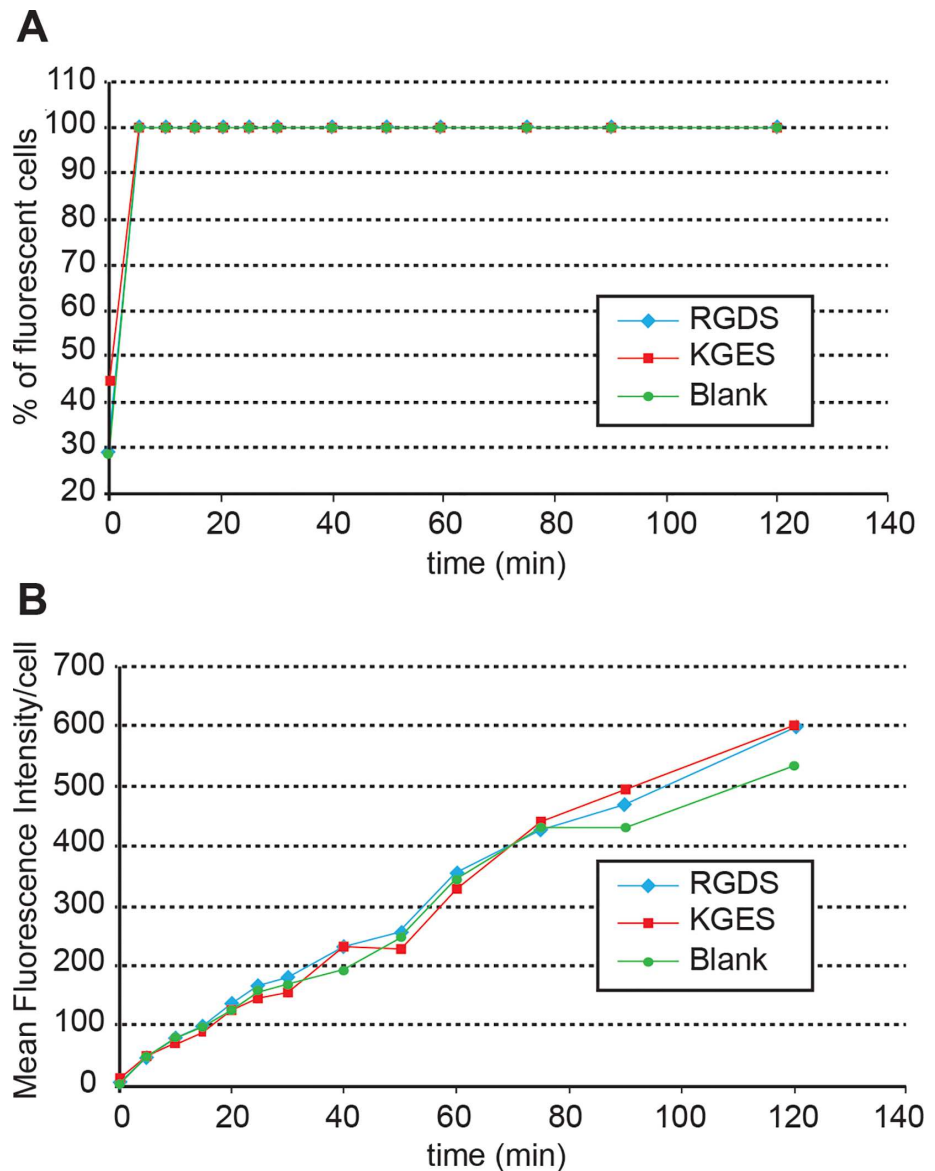 A
% of fluorescent cells
110
100
90
80
70
60
50
40
30
20
RGDS
KGES
Blank
0 20 40 60 80 100 120 140
time (min)
B
Mean Fluorescence Intensity/cell
700
600
500
400
300
200
100
0
RGDS
KGES
Blank
0 20 40 60 80 100 120 140
time (min)